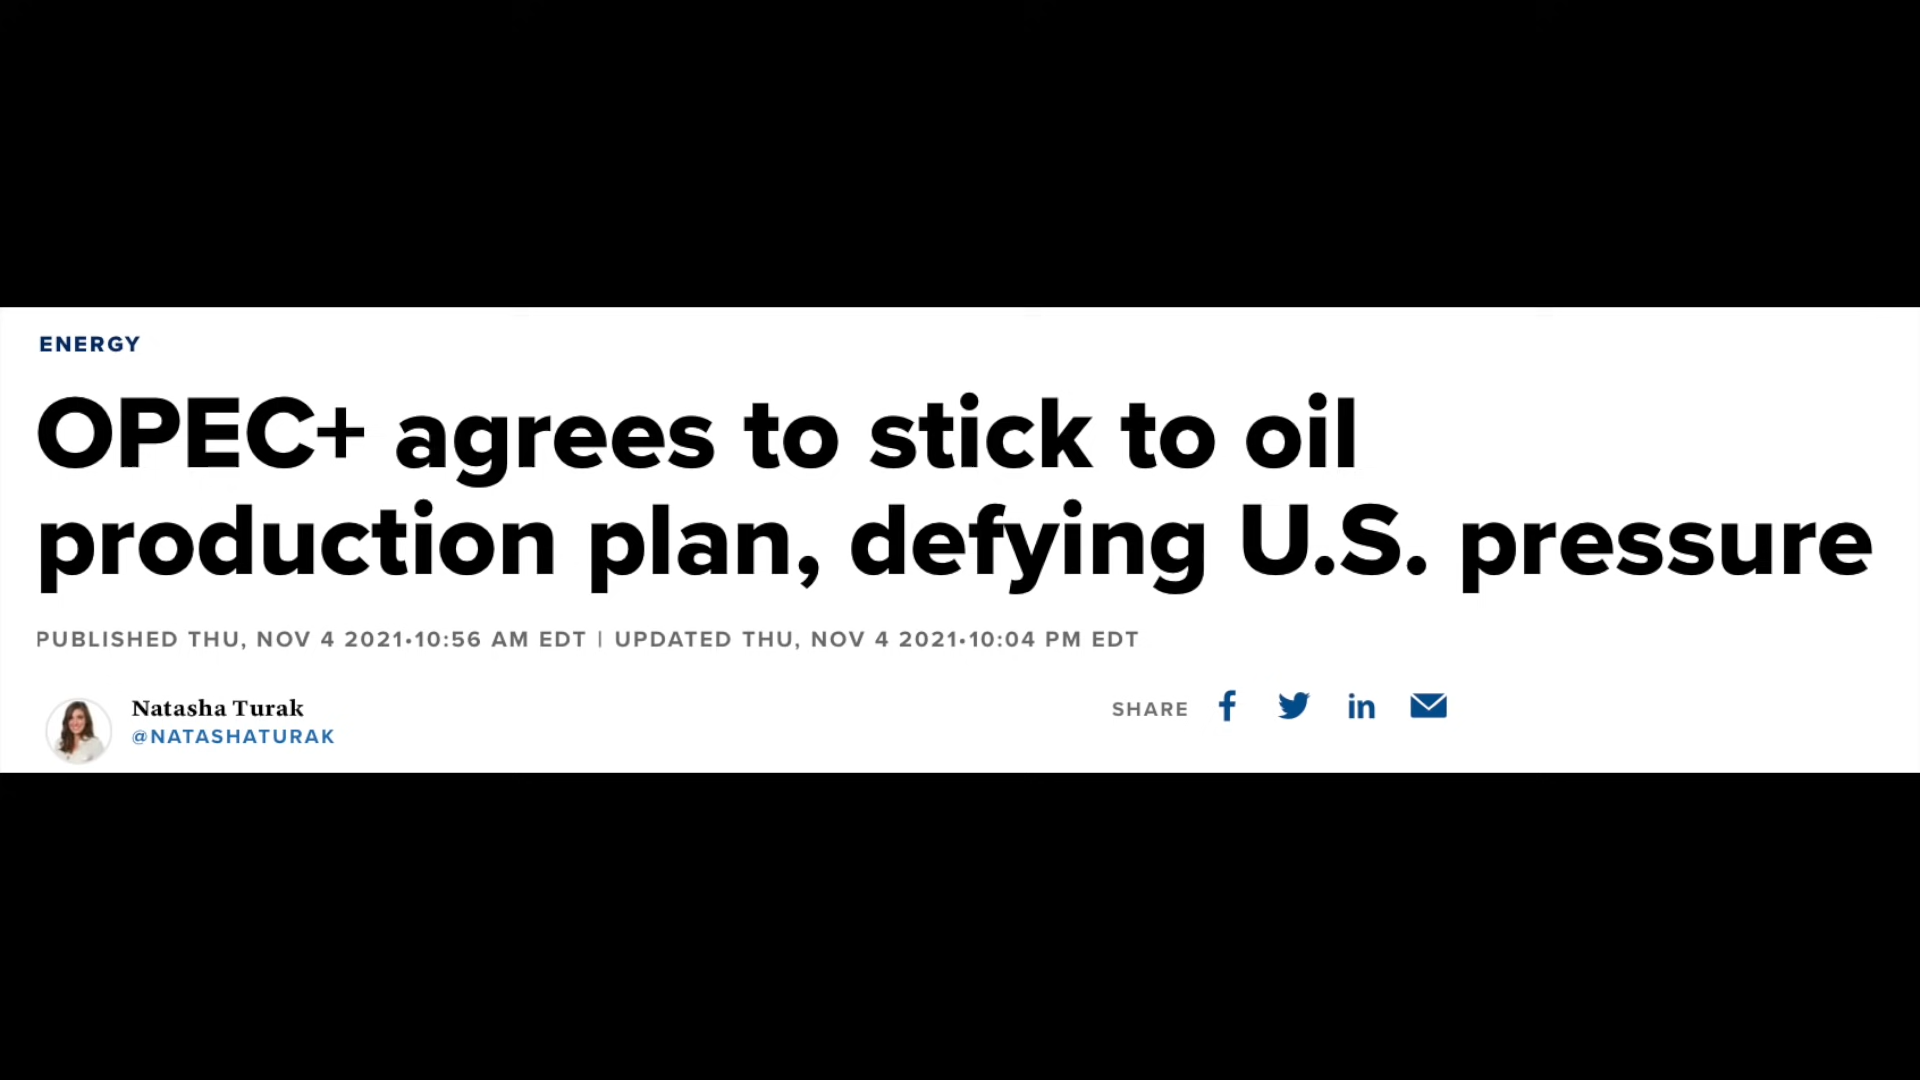 ENERGY
OPEC+ agrees to stick to oil
production plan, defying U.S. pressure
PUBLISHED THU, NOV 4 2021•10:56 AM EDT | UPDATED THU, NOV 4 2021•10:04 PM EDT
Natasha Turak
@NATASHATURAK
SHARE